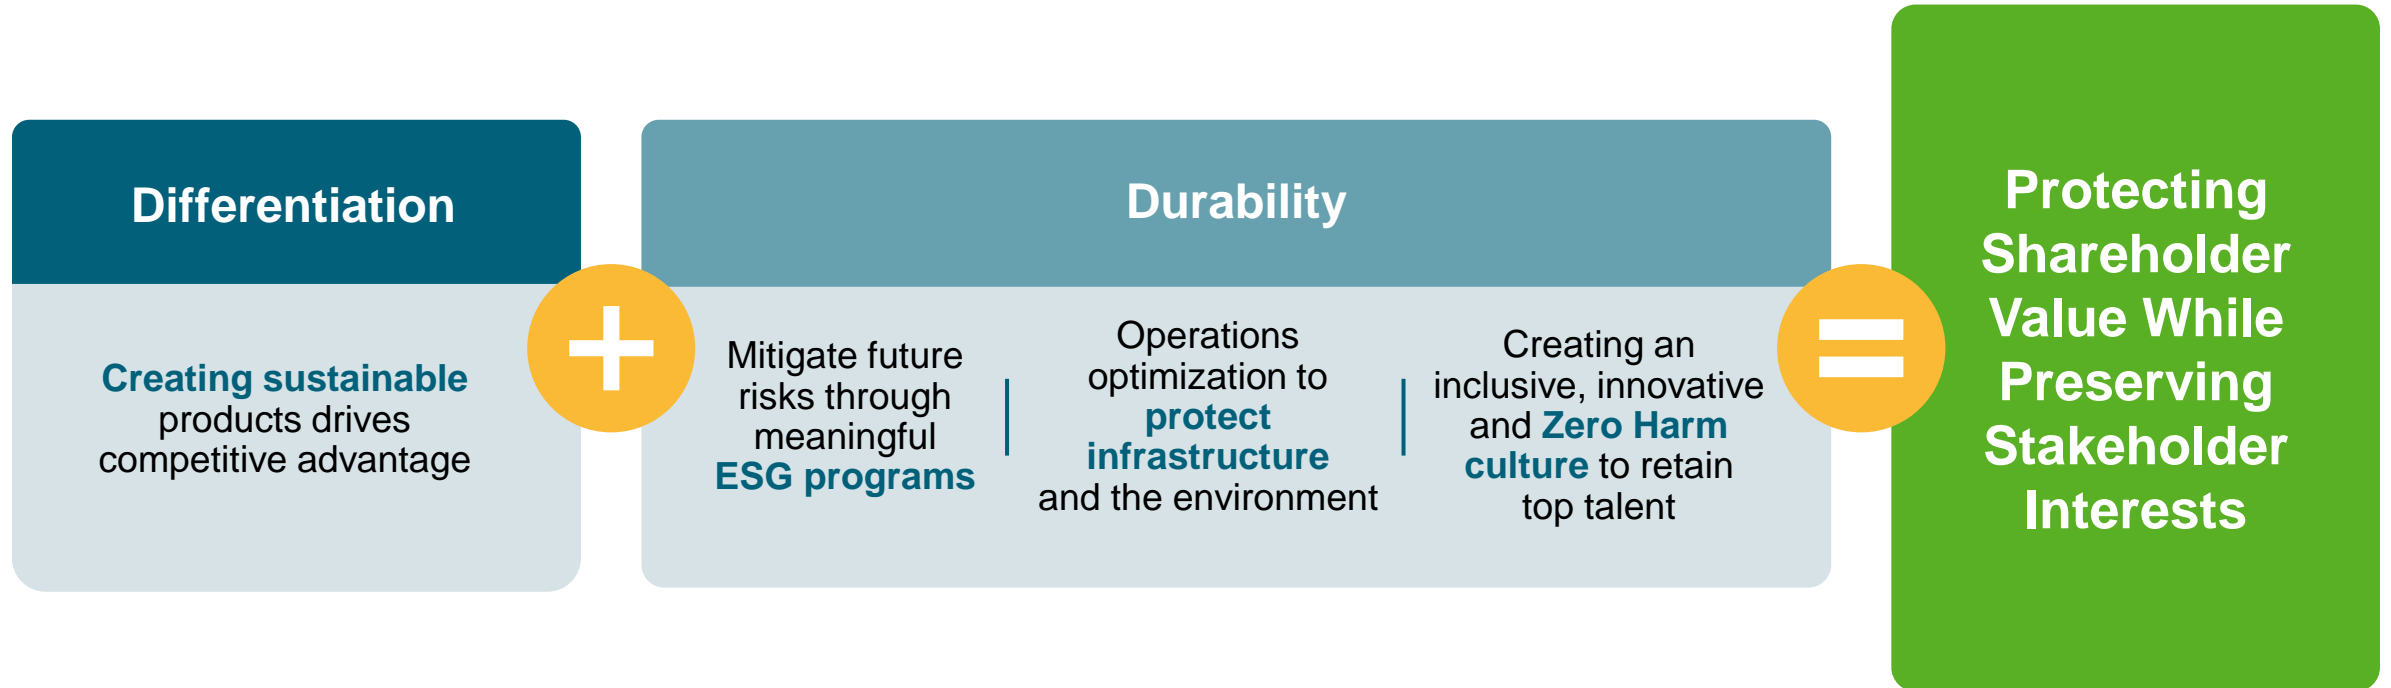 Differentiation
Creating sustainable
products drives
competitive advantage
+
Durability
Mitigate future
risks through
meaningful
ESG programs
Operations
optimization to
protect
infrastructure
and the environment
Creating an
inclusive, innovative
and Zero Harm
culture to retain
top talent
=
Protecting
Shareholder
Value While
Preserving
Stakeholder
Interests